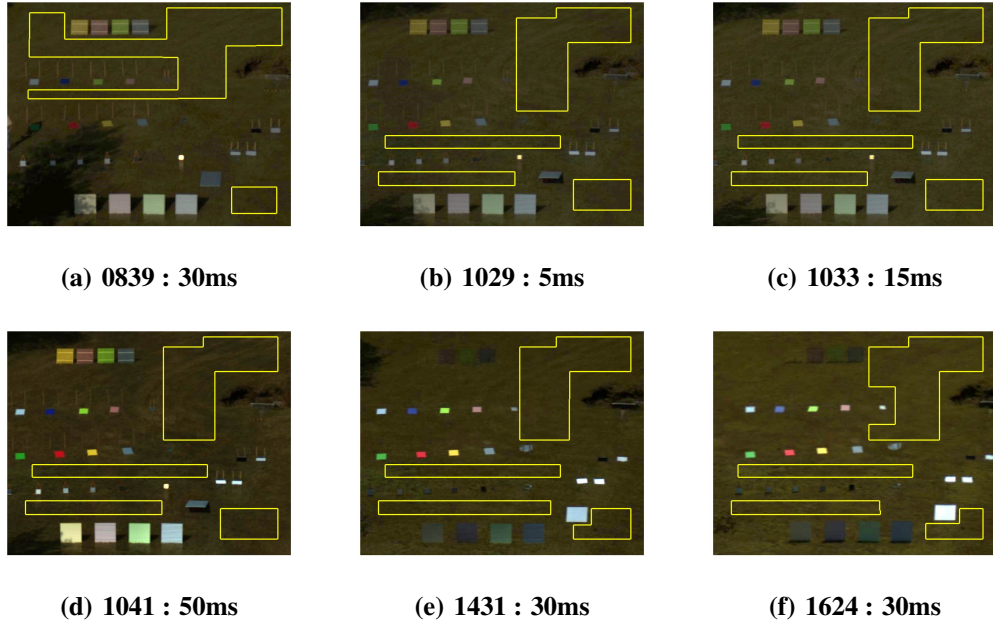 (a) 0839 : 30ms
(b) 1029 : 5ms
(c) 1033 : 15ms
(d) 1041 : 50ms
(e) 1431 : 30ms
(f) 1624 : 30ms